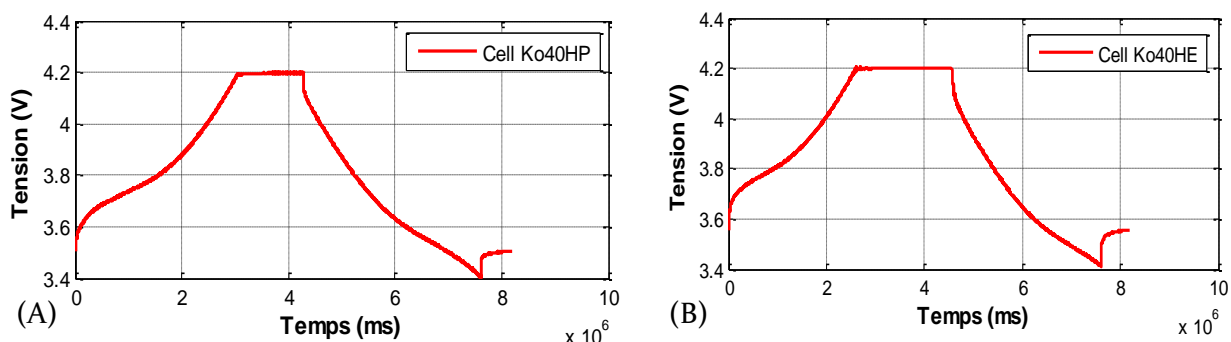 4.4
4.2
4
3.8
3.6
3.4
Tension (V)
Cell Ko40HP
0 2 4 6 8 10
Temps (ms)
x 10^6
(A)
4.4
4.2
4
3.8
3.6
3.4
Tension (V)
Cell Ko40HE
0 2 4 6 8 10
Temps (ms)
x 10^6
(B)